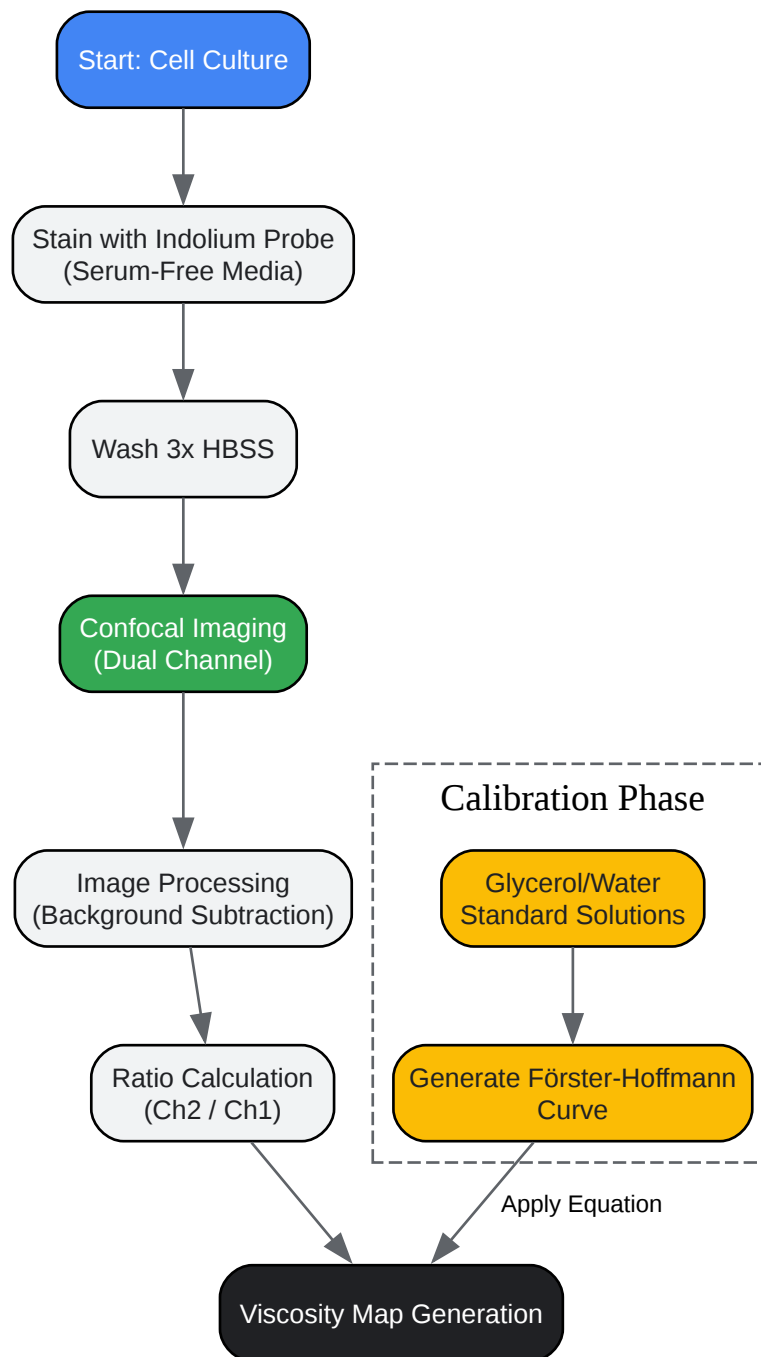 Start: Cell Culture
Stain with Indolium Probe
(Serum-Free Media)
Wash 3x HBSS
Confocal Imaging
(Dual Channel)
Calibration Phase
Image Processing
(Background Subtraction)
Glycerol/Water
Standard Solutions
Ratio Calculation
(Ch2 / Ch1)
Generate Förster-Hoffmann
Curve
Apply Equation
Viscosity Map Generation